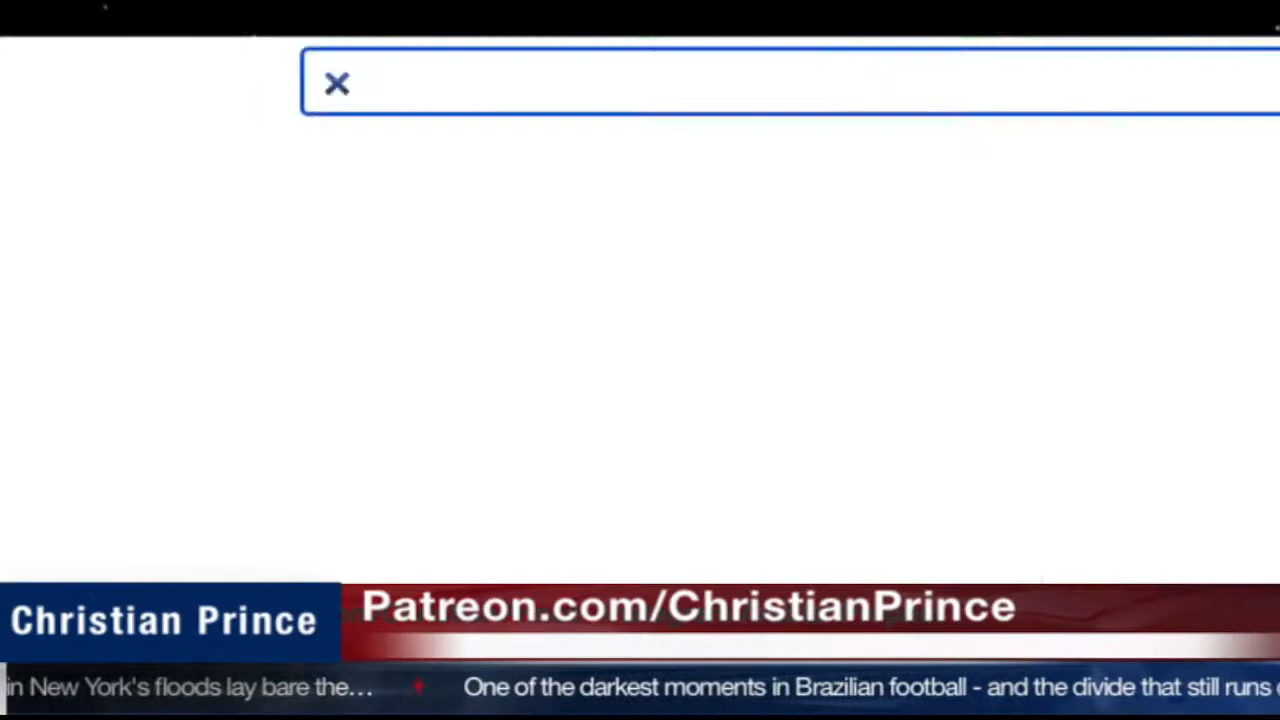 Christian Prince
Patreon.com/ChristianPrince
in New York's floods lay bare the… One of the darkest moments in Brazilian football - and the divide that still runs